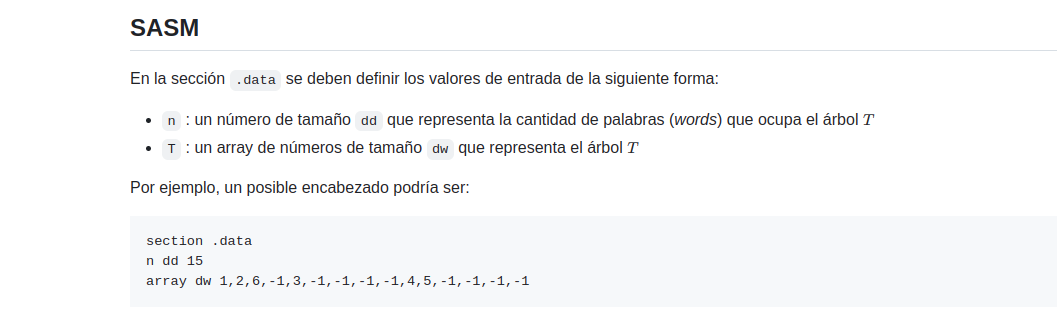 SASM
En la sección .data se deben definir los valores de entrada de la siguiente forma:
• n : un número de tamaño dd que representa la cantidad de palabras (words) que ocupa el árbol T
• T : un array de números de tamaño dw que representa el árbol T
Por ejemplo, un posible encabezado podría ser:
section .data
n dd 15
array dw 1,2,6,-1,3,-1,-1,-1,-1,4,5,-1,-1,-1,-1